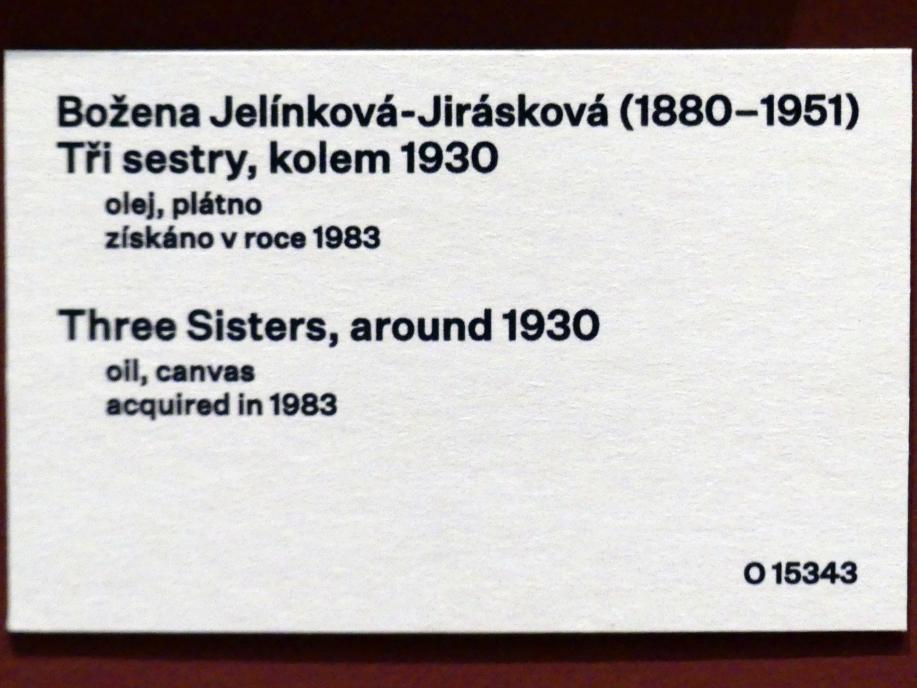 Božena Jelínková-Jirásková (1880–1951)
Tři sestry, kolem 1930
olej, plátno
získáno v roce 1983
Three Sisters, around 1930
oil, canvas
acquired in 1983
O 15343